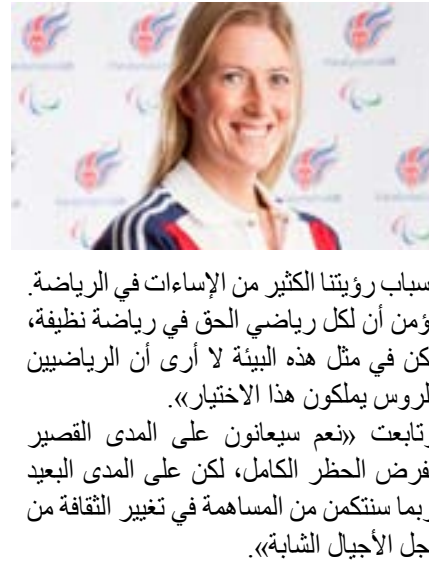 سباب رؤيتنا الكثير من الإساءات في الرياضة.
ؤمن أن لكل رياضي الحق في رياضة نظيفة،
كن في مثل هذه البيئة لا أرى أن الرياضيين
لروس يملكون هذا الاختيار».
وتابعت «نعم سيعانون على المدى القصير
فرض الحظر الكامل، لكن على المدى البعيد
ربما سنتكمن من المساهمة في تغيير الثقافة من
جل الأجيال الشابة».